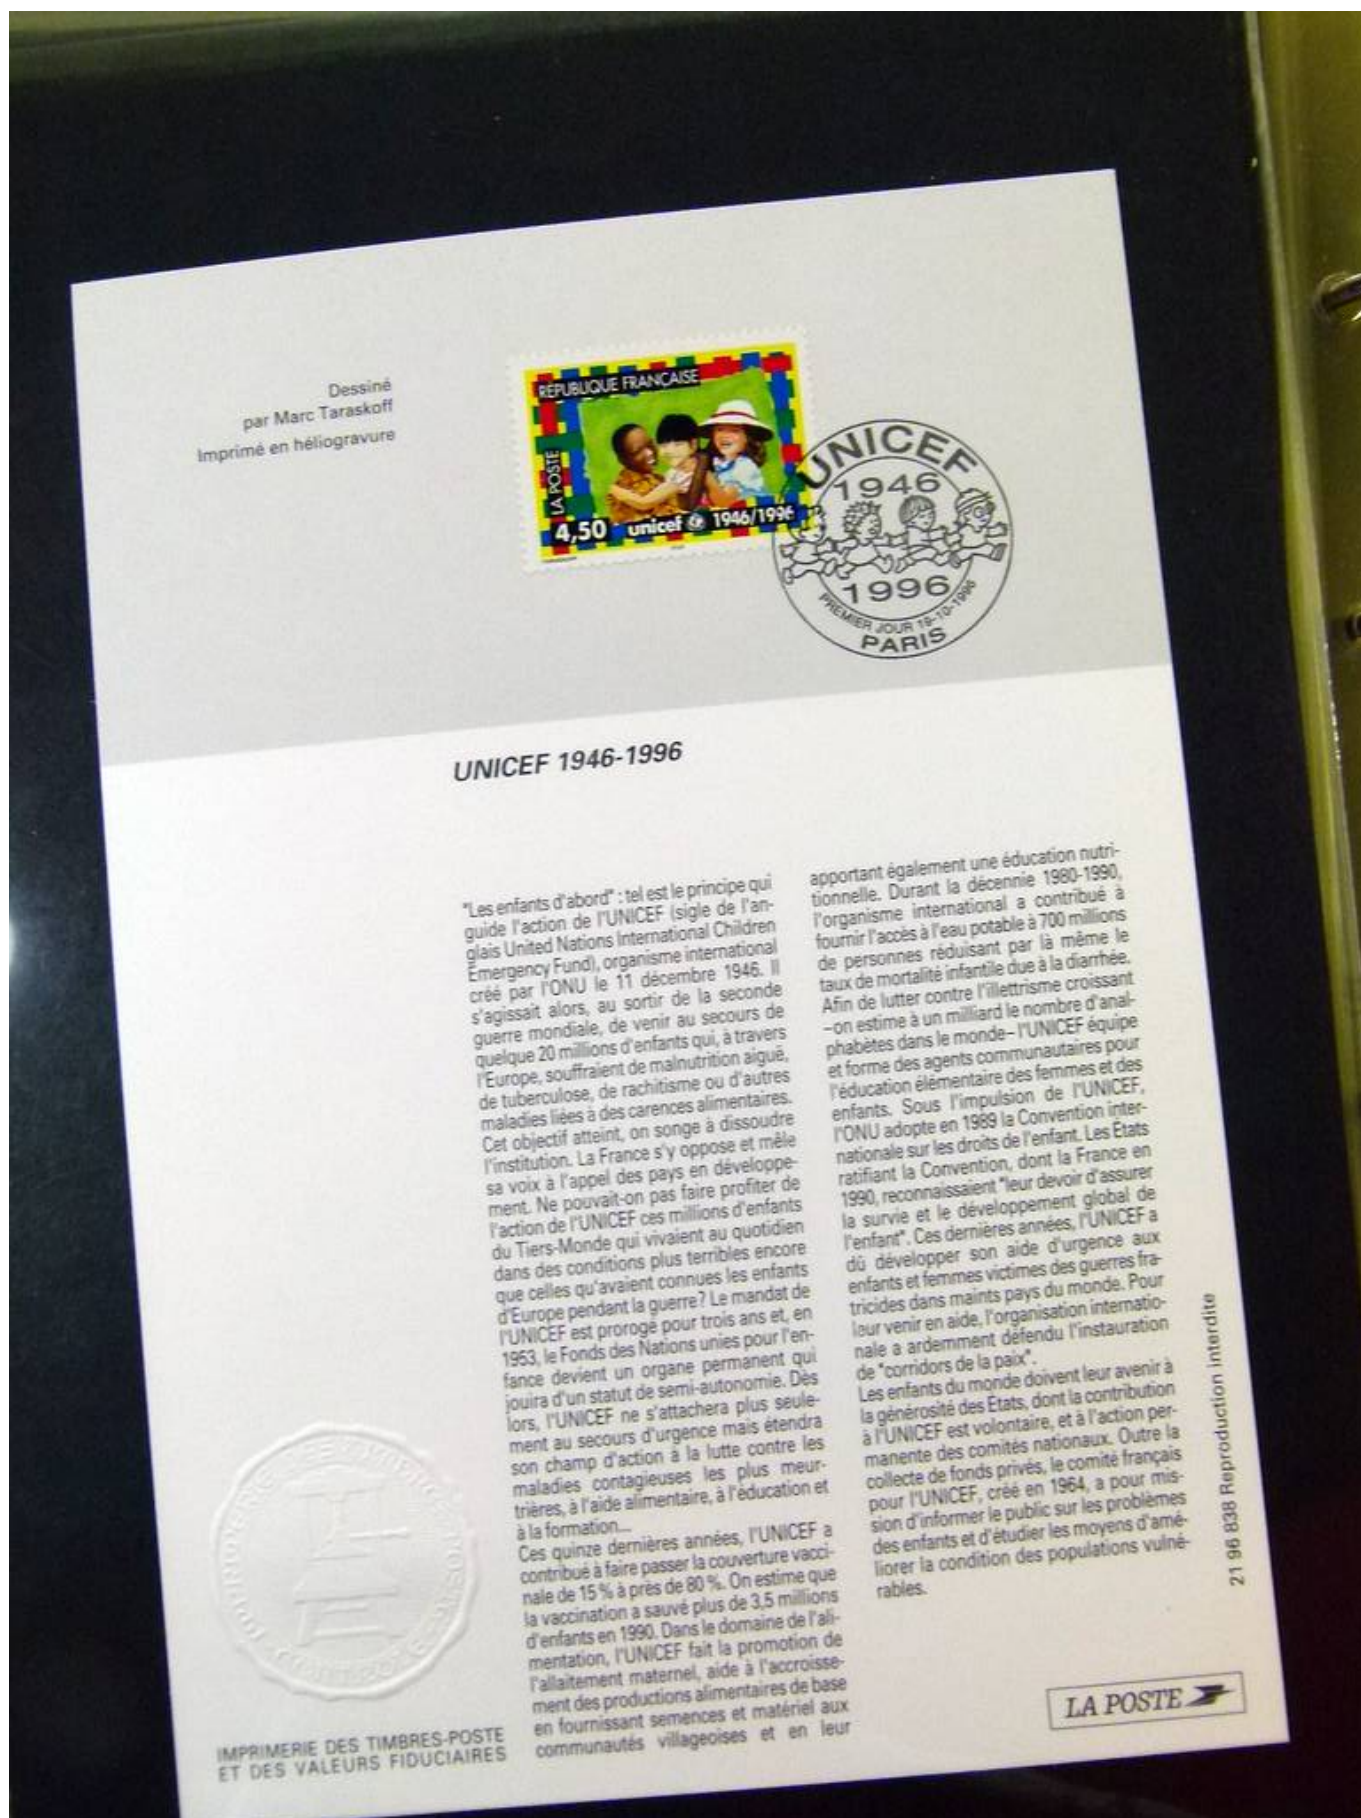 Dessiné
par Marc Taraskoff
Imprimé en héliogravure
RÉPUBLIQUE FRANÇAISE
LA POSTE
4,50 unicef 1946/1996
UNICEF
1946
1996
PREMIER JOUR 19-10-1996
PARIS
UNICEF 1946-1996
"Les enfants d'abord" : tel est le principe qui
guide l'action de l'UNICEF (sigle de l'an-
glais United Nations International Children
Emergency Fund), organisme international
créé par l'ONU le 11 décembre 1946. Il
s'agissait alors, au sortir de la seconde
guerre mondiale, de venir au secours de
quelque 20 millions d'enfants qui, à travers
l'Europe, souffraient de malnutrition aiguë,
de tuberculose, de rachitisme ou d'autres
maladies liées à des carences alimentaires.
Cet objectif atteint, on songe à dissoudre
l'institution. La France s'y oppose et mêle
sa voix à l'appel des pays en développe-
ment. Ne pouvait-on pas faire profiter de
l'action de l'UNICEF ces millions d'enfants
du Tiers-Monde qui vivaient au quotidien
dans des conditions plus terribles encore
que celles qu'avaient connues les enfants
d'Europe pendant la guerre? Le mandat de
l'UNICEF est prorogé pour trois ans et, en
1953, le Fonds des Nations unies pour l'en-
fance devient un organe permanent qui
jouira d'un statut de semi-autonomie. Dès
lors, l'UNICEF ne s'attachera plus seule-
ment au secours d'urgence mais étendra
son champ d'action à la lutte contre les
maladies contagieuses les plus meur-
trières, à l'aide alimentaire, à l'éducation et
à la formation...
Ces quinze dernières années, l'UNICEF a
contribué à faire passer la couverture vacci-
nale de 15 % à près de 80 %. On estime que
la vaccination a sauvé plus de 3,5 millions
d'enfants en 1990. Dans le domaine de l'ali-
mentation, l'UNICEF fait la promotion de
l'allaitement maternel, aide à l'accroisse-
ment des productions alimentaires de base
en fournissant semences et matériel aux
communautés villageoises et en leur
apportant également une éducation nutri-
tionnelle. Durant la décennie 1980-1990,
l'organisme international a contribué à
fournir l'accès à l'eau potable à 700 millions
de personnes réduisant par là même le
taux de mortalité infantile due à la diarrhée.
Afin de lutter contre l'illettrisme croissant
–on estime à un milliard le nombre d'anal-
phabètes dans le monde– l'UNICEF équipe
et forme des agents communautaires pour
l'éducation élémentaire des femmes et des
enfants. Sous l'impulsion de l'UNICEF,
l'ONU adopte en 1989 la Convention inter-
nationale sur les droits de l'enfant. Les États
ratifiant la Convention, dont la France en
1990, reconnaissaient "leur devoir d'assurer
la survie et le développement global de
l'enfant". Ces dernières années, l'UNICEF a
dû développer son aide d'urgence aux
enfants et femmes victimes des guerres fra-
tricides dans maints pays du monde. Pour
leur venir en aide, l'organisation internatio-
nale a ardemment défendu l'instauration
de "corridors de la paix".
Les enfants du monde doivent leur avenir à
la générosité des États, dont la contribution
à l'UNICEF est volontaire, et à l'action per-
manente des comités nationaux. Outre la
collecte de fonds privés, le comité français
pour l'UNICEF, créé en 1964, a pour mis-
sion d'informer le public sur les problèmes
des enfants et d'étudier les moyens d'amé-
liorer la condition des populations vulné-
rables.
21 96 838 Reproduction interdite
IMPRIMERIE DES TIMBRES-POSTE
ET DES VALEURS FIDUCIAIRES
LA POSTE